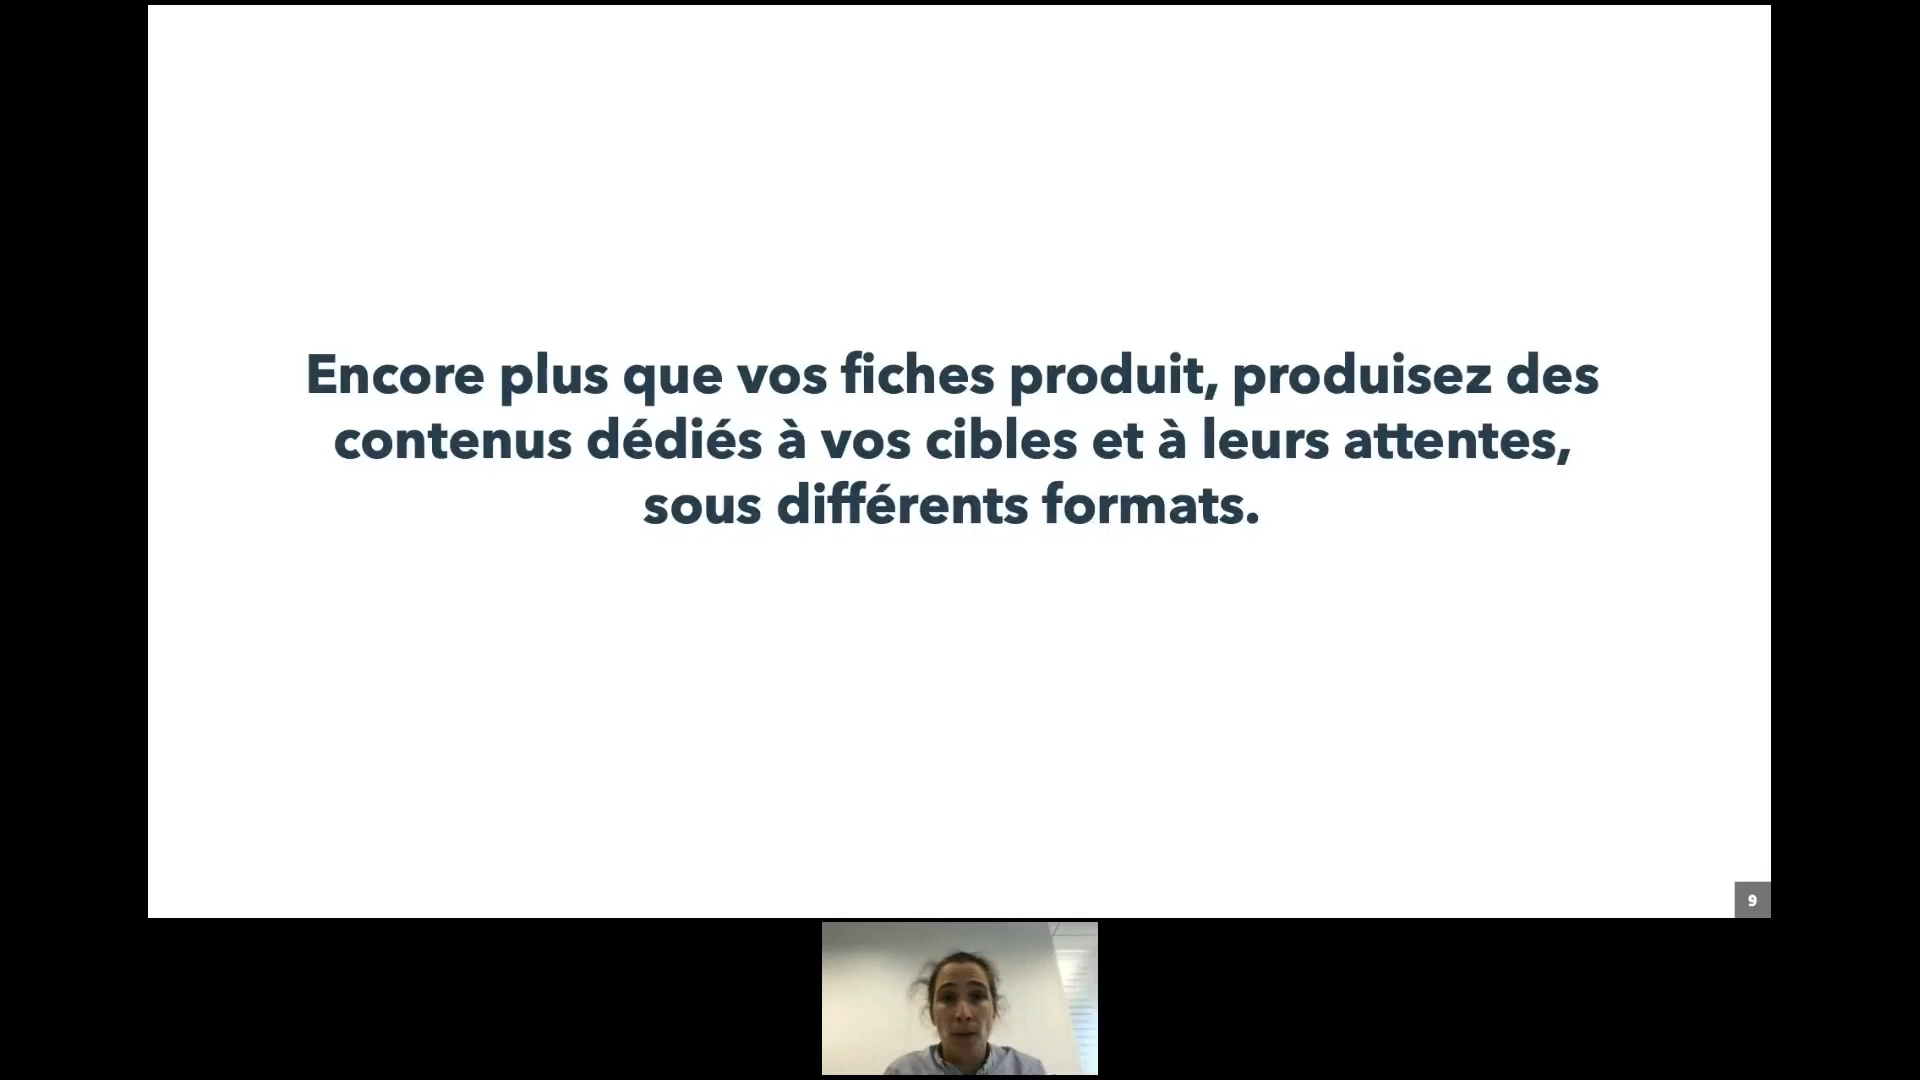 Encore plus que vos fiches produit, produisez des
contenus dédiés à vos cibles et à leurs attentes,
sous différents formats.
9